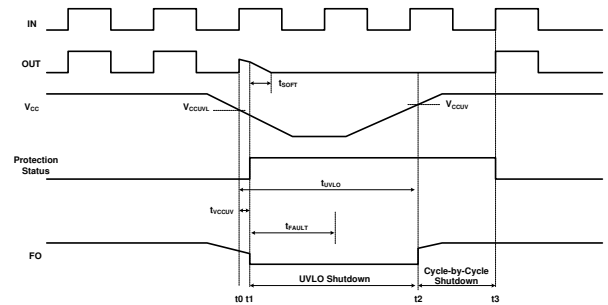 IN
OUT
tSOFT
VCC
VCCUVL
VCCUV
Protection
Status
tUVLO
tVCCUV
tFAULT
FO
UVLO Shutdown
Cycle-by-Cycle
Shutdown
t0 t1
t2
t3